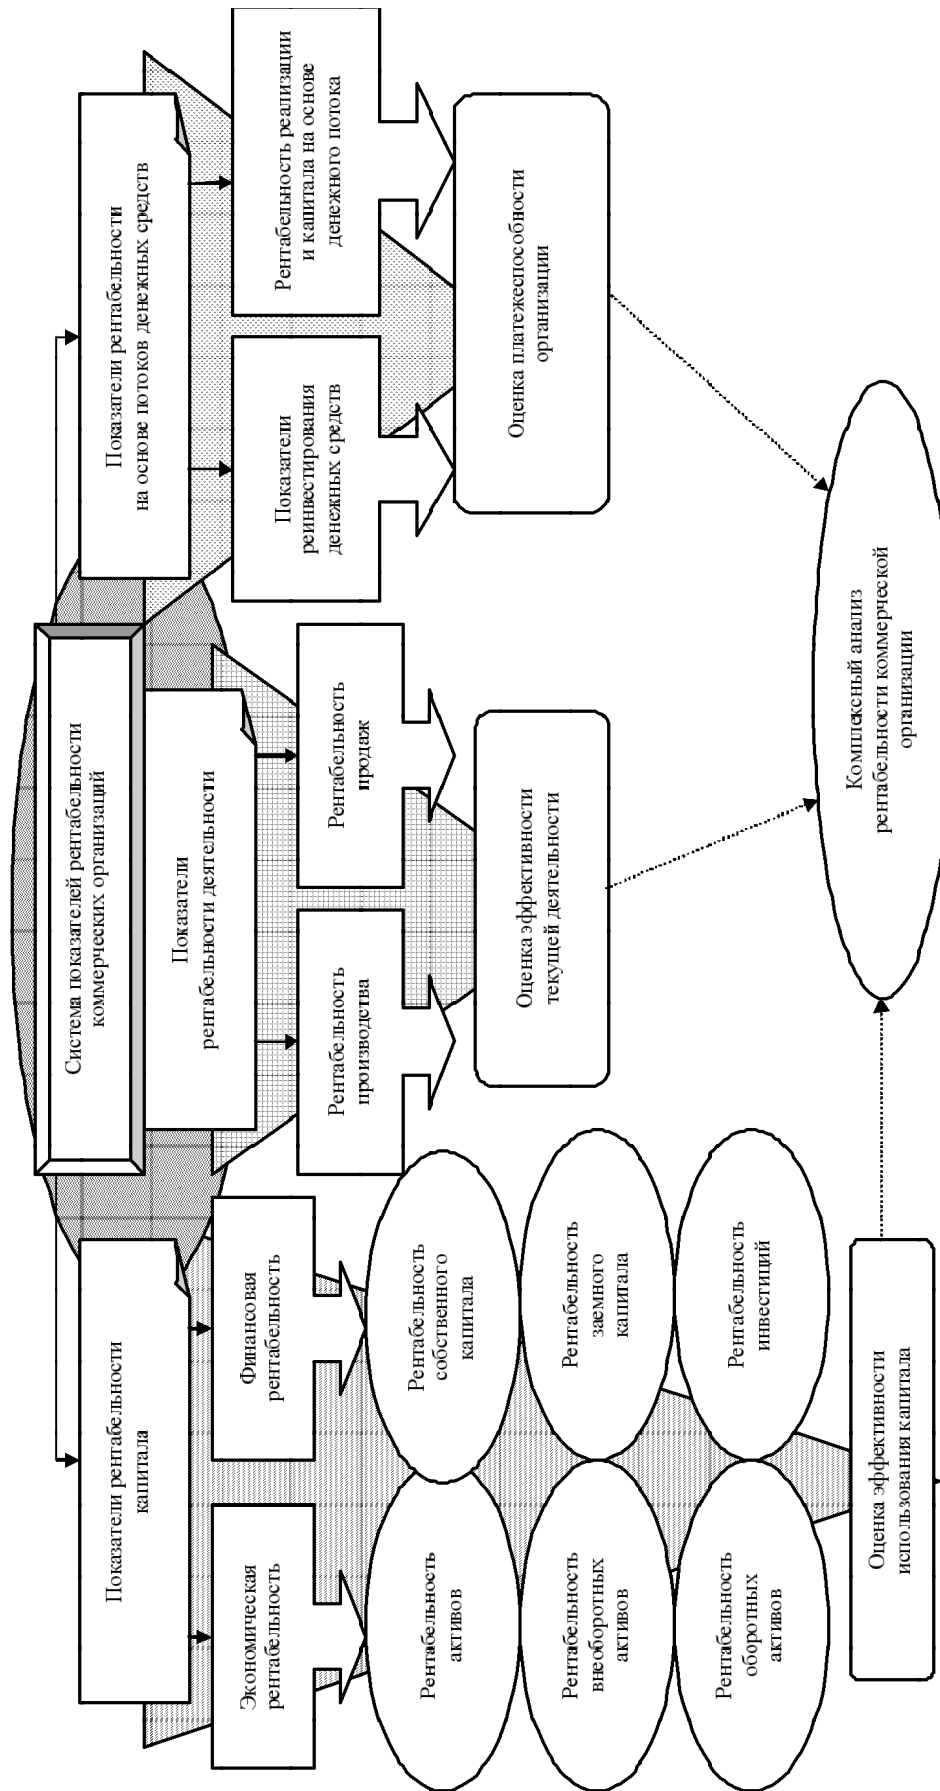 Система показателей рентабельности
коммерческих организаций
Показатели рентабельности
капитала
Показатели
рентабельности деятельности
Показатели рентабельности
на основе потоков денежных средств
Экономическая
рентабельность
Финансовая
рентабельность
Рентабельность
производства
Рентабельность
продаж
Показатели
реинвестирования
денежных средств
Рентабельность реализации
и капитала на основе
денежного потока
Рентабельность
активов
Рентабельность
собственного
капитала
Рентабельность
внеоборотных
активов
Рентабельность
заемного
капитала
Рентабельность
оборотных
активов
Рентабельность
инвестиций
Оценка эффективности
использования капитала
Оценка эффективности
текущей деятельности
Оценка платежеспособности
организации
Комплексный анализ
рентабельности коммерческой
организации